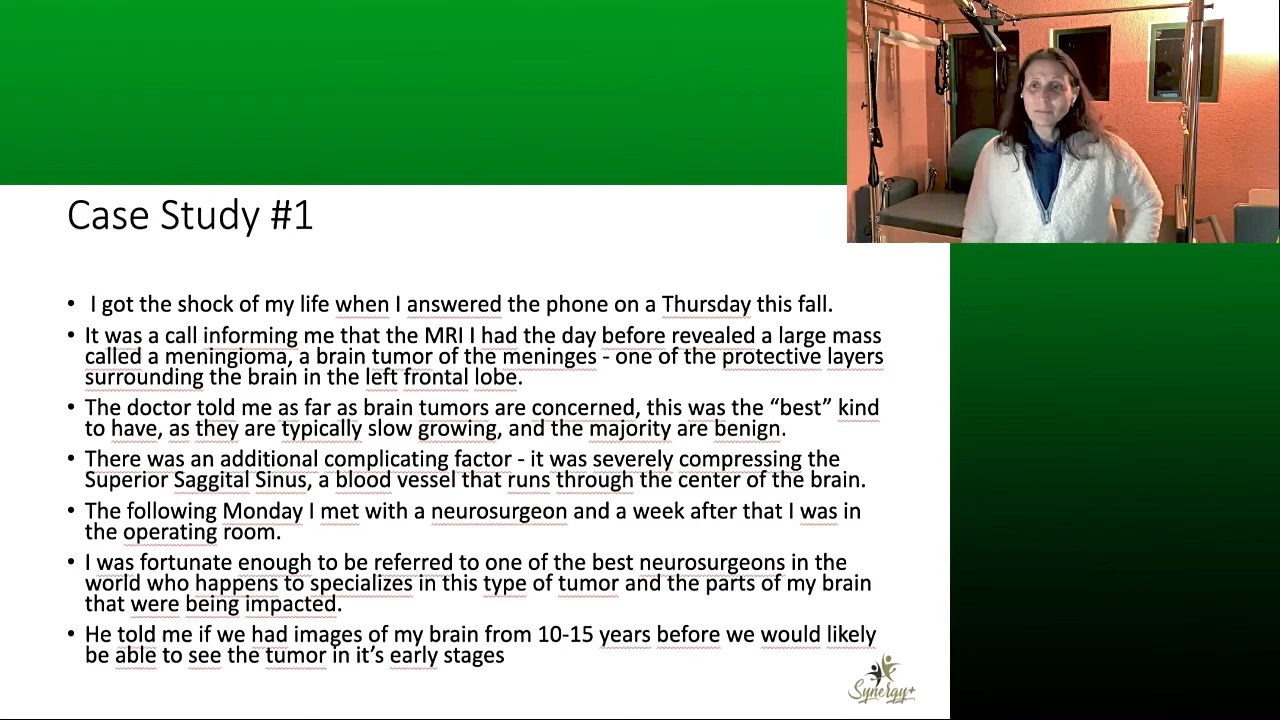 Case Study #1
• I got the shock of my life when I answered the phone on a Thursday this fall.
• It was a call informing me that the MRI I had the day before revealed a large mass
called a meningioma, a brain tumor of the meninges - one of the protective layers
surrounding the brain in the left frontal lobe.
• The doctor told me as far as brain tumors are concerned, this was the “best” kind
to have, as they are typically slow growing, and the majority are benign.
• There was an additional complicating factor - it was severely compressing the
Superior Saggital Sinus, a blood vessel that runs through the center of the brain.
• The following Monday I met with a neurosurgeon and a week after that I was in
the operating room.
• I was fortunate enough to be referred to one of the best neurosurgeons in the
world who happens to specializes in this type of tumor and the parts of my brain
that were being impacted.
• He told me if we had images of my brain from 10-15 years before we would likely
be able to see the tumor in it’s early stages
Synergy+